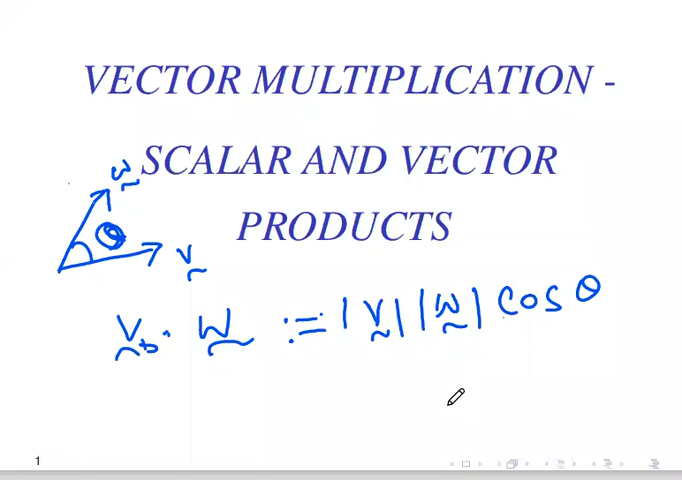 VECTOR MULTIPLICATION -
SCALAR AND VECTOR
PRODUCTS
w
θ
v
v · w := |v| |w| cos θ
1